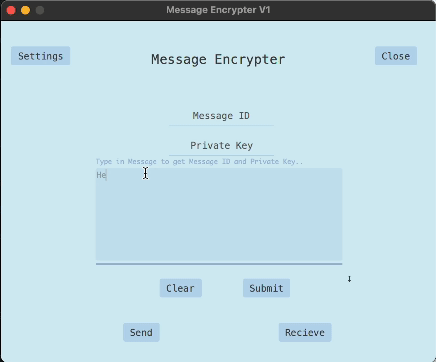 Message Encrypter V1
Settings
Message Encrypter
Close
Message ID
Private Key
Type in Message to get Message ID and Private Key..
He
Clear
Submit
↓
Send
Recieve